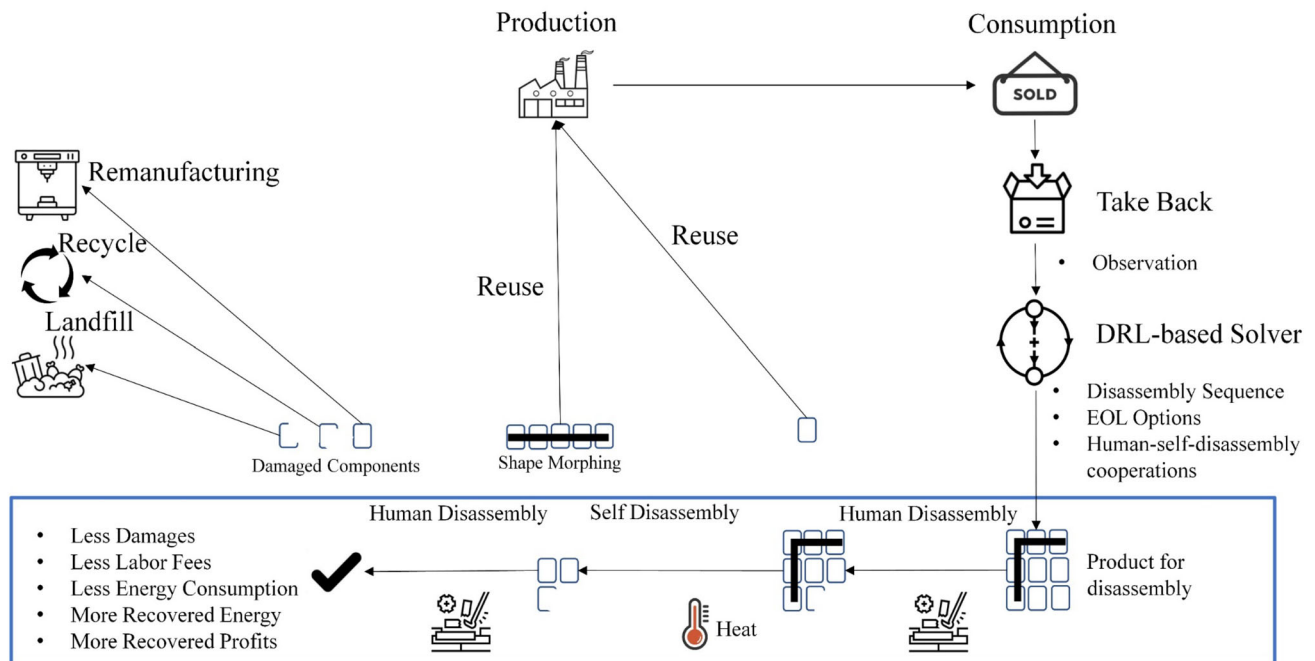 Production
Consumption
SOLD
Remanufacturing
Take Back
Recycle
Reuse
• Observation
Reuse
Landfill
DRL-based Solver
• Disassembly Sequence
• EOL Options
• Human-self-disassembly
cooperations
Damaged Components
Shape Morphing
Human Disassembly
Self Disassembly
Human Disassembly
• Less Damages
• Less Labor Fees
• Less Energy Consumption
• More Recovered Energy
• More Recovered Profits
Product for
disassembly
Heat